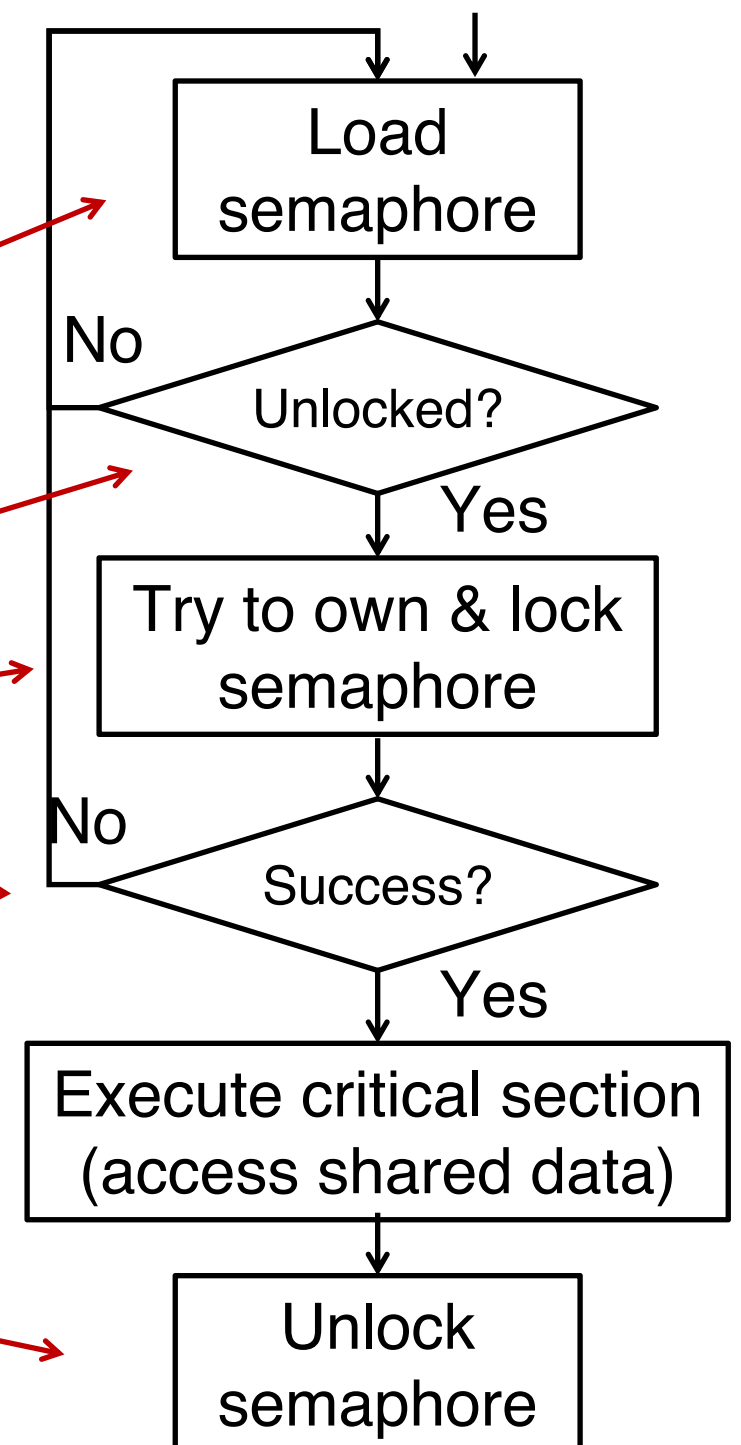 Load
semaphore
No
Unlocked?
Yes
Try to own & lock
semaphore
No
Success?
Yes
Execute critical section
(access shared data)
Unlock
semaphore